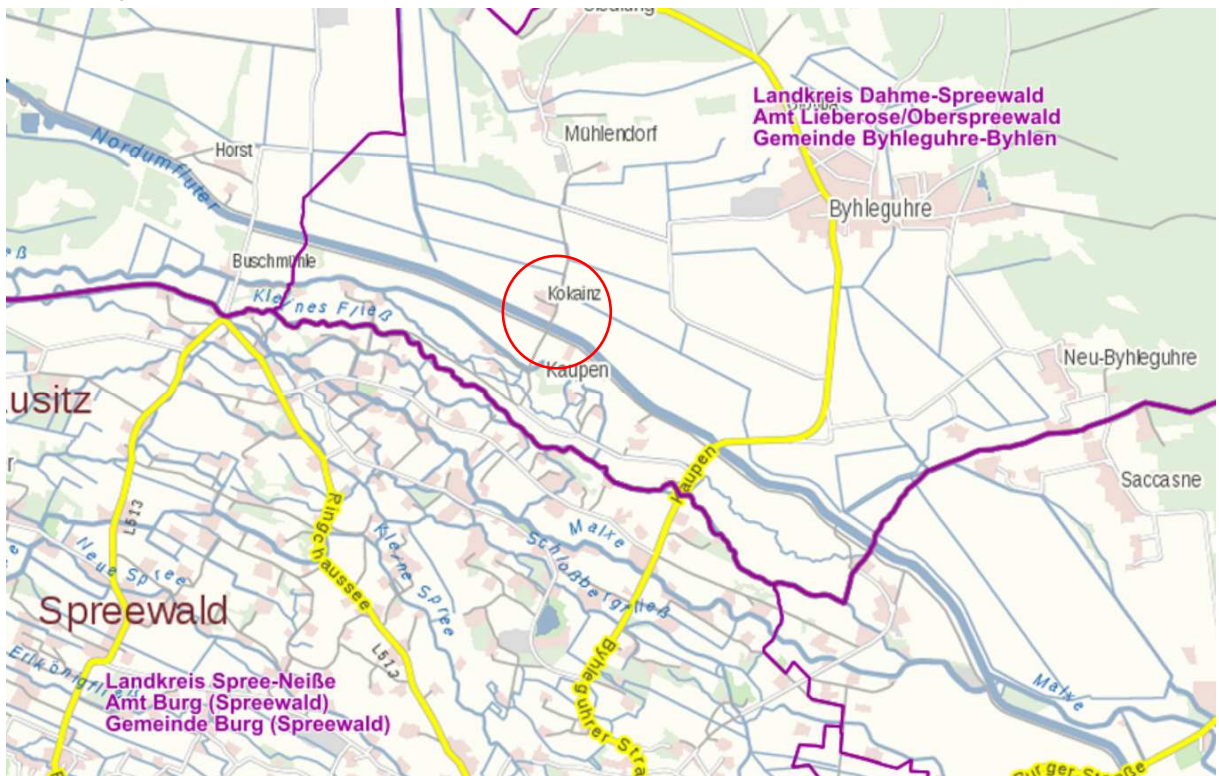 Mühlendorf
Landkreis Dahme-Spreewald
Amt Lieberose/Oberspreewald
Gemeinde Byhleguhre-Byhlen
Nordumfluter
Horst
Byhleguhre
Buschmühle
Kleines Fließ
Kokainz
Kaupen
Neu-Byhleguhre
usitz
Kaupen
Saccasne
L513
Ringchaussee
Malxe
Neue Spree
Kleine Spree
Schloßbergfließ
Spreewald
L513
Byhleguhrer Stra
Landkreis Spree-Neiße
Amt Burg (Spreewald)
Gemeinde Burg (Spreewald)
Malxe